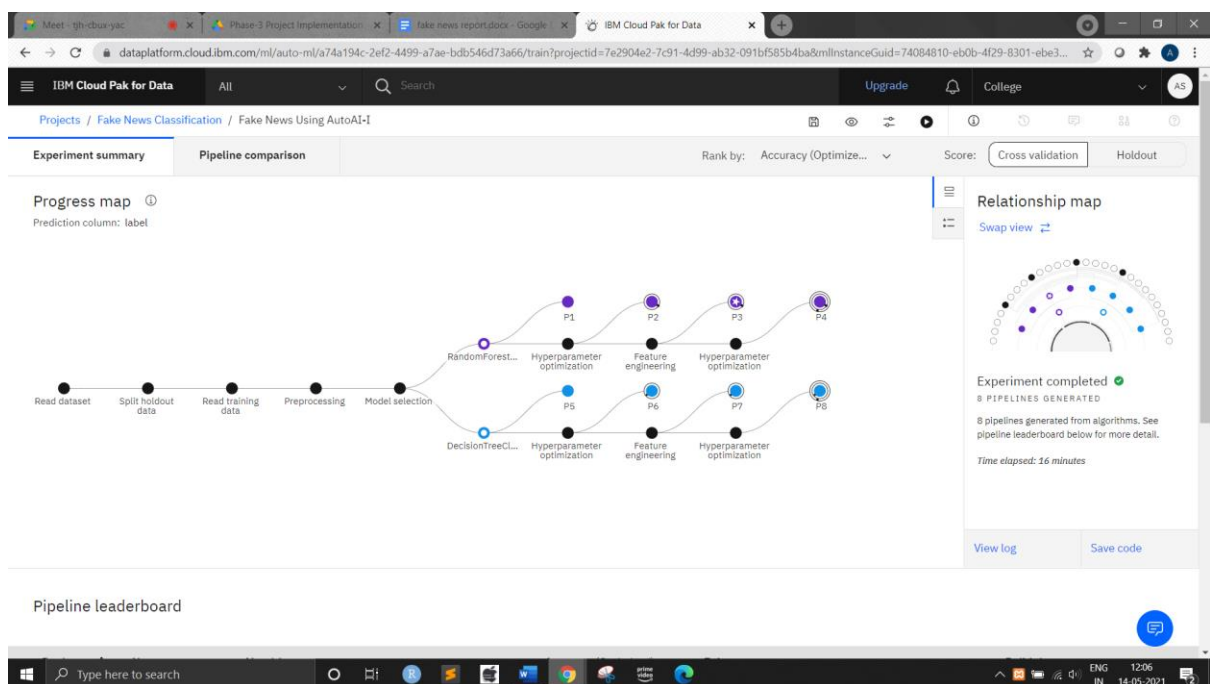 Meet - tjh-cbux-yac
Phase-3 Project Implementation
fake news report.docx - Google
IBM Cloud Pak for Data
dataplatform.cloud.ibm.com/ml/auto-ml/a74a194c-2ef2-4499-a7ae-bdb546d73a66/train?projectid=7e2904e2-7c91-4d99-ab32-091bf585b4ba&mlInstanceGuid=74084810-eb0b-4f29-8301-ebe3...
A
IBM Cloud Pak for Data
All
Search
Upgrade
College
AS
Projects / Fake News Classification / Fake News Using AutoAI-I
Experiment summary
Pipeline comparison
Rank by: Accuracy (Optimize...
Score: Cross validation Holdout
Progress map
Prediction column: label
P1
P2
P3
P4
RandomForest...
Hyperparameter
optimization
Feature
engineering
Hyperparameter
optimization
Read dataset
Split holdout
data
Read training
data
Preprocessing
Model selection
P5
P6
P7
P8
DecisionTreeCl...
Hyperparameter
optimization
Feature
engineering
Hyperparameter
optimization
Relationship map
Swap view
Experiment completed
8 PIPELINES GENERATED
8 pipelines generated from algorithms. See
pipeline leaderboard below for more detail.
Time elapsed: 16 minutes
View log
Save code
Pipeline leaderboard
Type here to search
R
prime
video
ENG
IN
12:06
14-05-2021
2